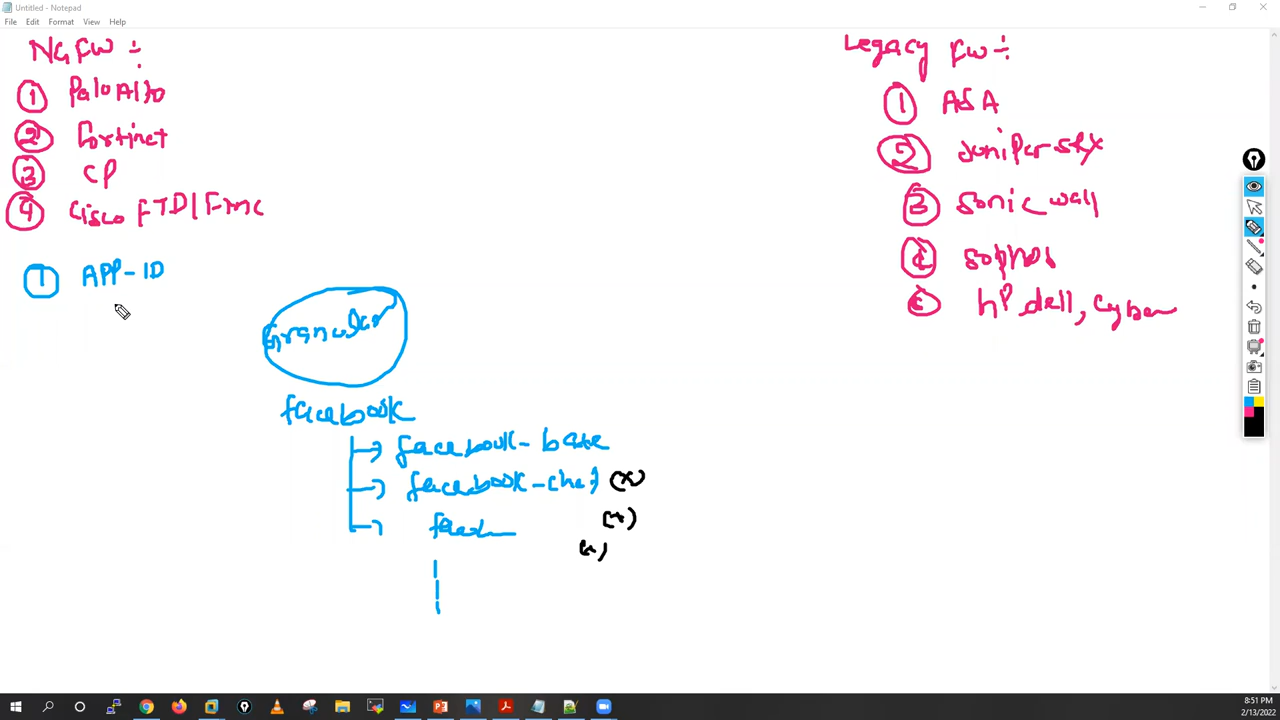 Untitled - Notepad
File Edit Format View Help
NGFW ÷
① PaloAlto
② Fortinet
③ CP
④ Cisco FTD/FMC
① APP-ID
Granular
facebook
facebook-base
facebook-chat (x)
(x)
(x)
Legacy FW ÷
① ASA
② Juniper SRX
③ Sonic wall
④ Sophos
⑤ HP, dell, Cyber
8:51 PM
2/13/2022